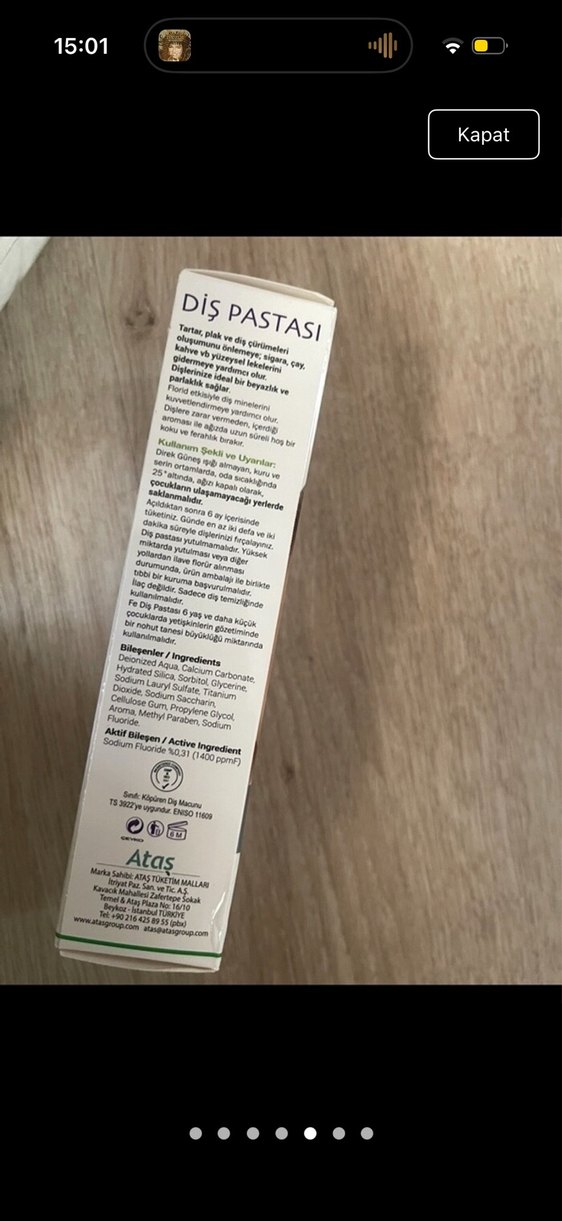 15:01
Kapat
DİŞ PASTASI
Tartar, plak ve diş çürümeleri
oluşumunu önlemeye; sigara, çay,
kahve vb yüzeysel lekelerini
gidermeye yardımcı olur.
Dişlerinize ideal bir beyazlık ve
parlaklık sağlar.
Florid etkisiyle diş minelerini
kuvvetlendirmeye yardımcı olur.
Dişlere zarar vermeden, içerdiği
aroması ile ağızda uzun süreli hoş bir
koku ve ferahlık bırakır.
Kullanım Şekli ve Uyarılar:
Direk Güneş ışığı almayan, kuru ve
serin ortamlarda, oda sıcaklığında
25°altında, ağızı kapalı olarak,
çocukların ulaşamayacağı yerlerde
saklanmalıdır.
Açıldıktan sonra 6 ay içerisinde
tüketiniz. Günde en az iki defa ve iki
dakika süreyle dişlerinizi fırçalayınız.
Diş pastası yutulmamalıdır. Yüksek
miktarda yutulması veya diğer
yollardan ilave florür alınması
durumunda, ürün ambalajı ile birlikte
tıbbi bir kuruma başvurulmalıdır.
İlaç değildir. Sadece diş temizliğinde
kullanılmalıdır.
Fe Diş Pastası 6 yaş ve daha küçük
çocuklarda yetişkinlerin gözetiminde
bir nohut tanesi büyüklüğü miktarında
kullanılmalıdır.
Bileşenler / Ingredients
Deionized Aqua, Calcium Carbonate,
Hydrated Silica, Sorbitol, Glycerine,
Sodium Lauryl Sulfate, Titanium
Dioxide, Sodium Saccharin,
Cellulose Gum, Propylene Glycol,
Aroma, Methyl Paraben, Sodium
Fluoride.
Aktif Bileşen / Active Ingredient
Sodium Fluoride %0,31 (1400 ppmF)
Sınıfı: Köpüren Diş Macunu
TS 3922'ye uygundur. ENISO 11609
6 M
ÇEVKO
Ataş
Marka Sahibi: ATAŞ TÜKETİM MALLARI
Itriyat Paz. San. ve Tic. A.Ş.
Kavacık Mahallesi Zafertepe Sokak
Temel & Ataş Plaza No: 16/10
Beykoz - İstanbul TÜRKİYE
Tel: +90 216 425 89 55 (pbx)
www.atasgroup.com atas@atasgroup.com